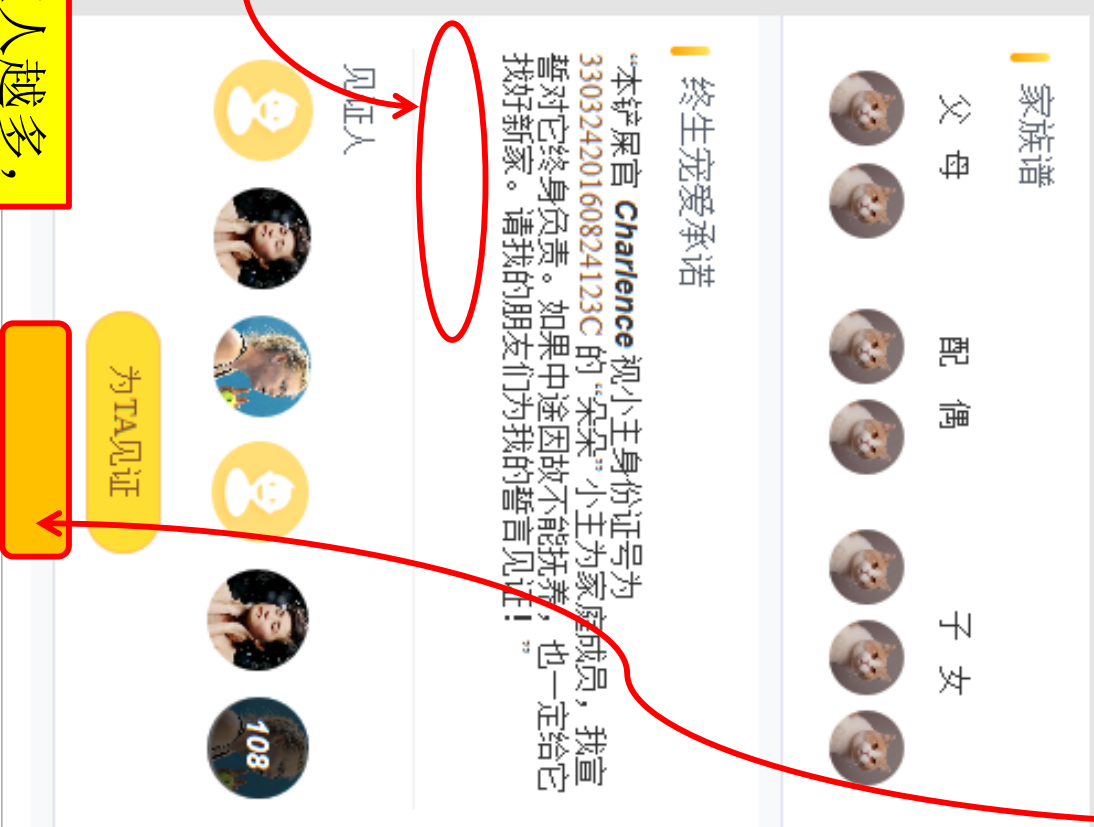 家族谱
父 母
配 偶
子 女
终生宠爱承诺
“本铲屎官 Charlence 视小主身份证号为
33032420160824123C 的 “朵朵” 小主为家庭成员，我宣
誓对它终身负责。如果中途因故不能抚养，也一定给它
找好新家。请我的朋友们为我的誓言见证！”
见证人
108
为TA见证
人越多，